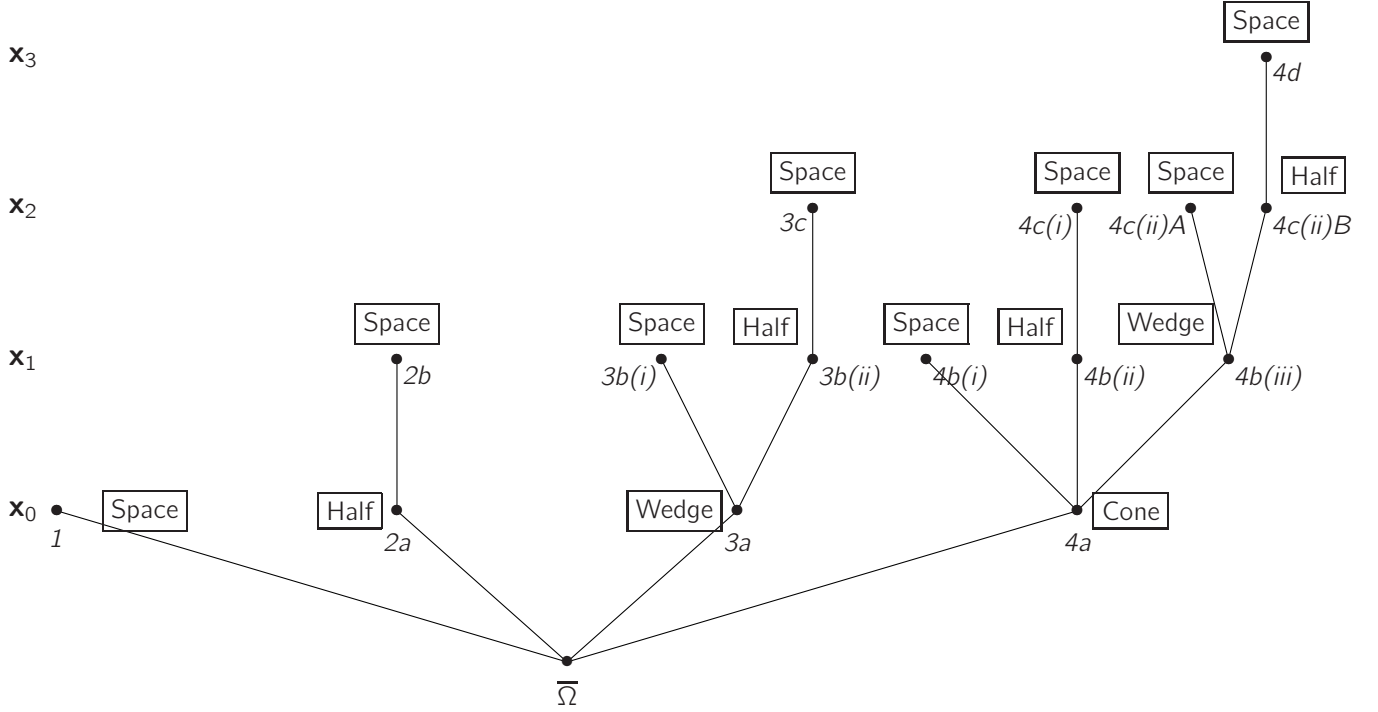 Space
x₃
4d
Space Space Space Half
x₂
3c 4c(i) 4c(ii)A 4c(ii)B
Space Space Half Space Half Wedge
x₁
2b 3b(i) 3b(ii) 4b(i) 4b(ii) 4b(iii)
x₀ Space Half Wedge Cone
1 2a 3a 4a
Ω̅